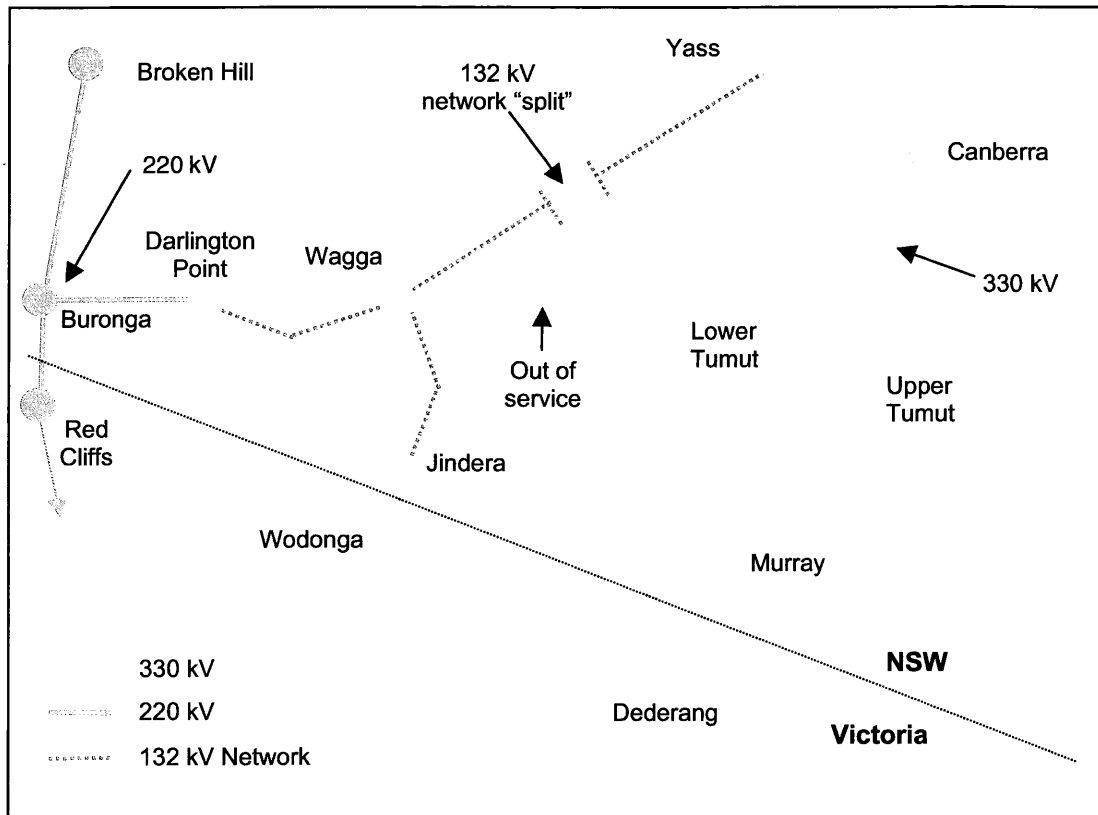 Yass
Broken Hill
132 kV
network “split”
Canberra
220 kV
Darlington
Point
Wagga
330 kV
Buronga
Lower
Tumut
Out of
service
Upper
Tumut
Red
Cliffs
Jindera
Wodonga
Murray
NSW
330 kV
220 kV
Dederang
Victoria
132 kV Network